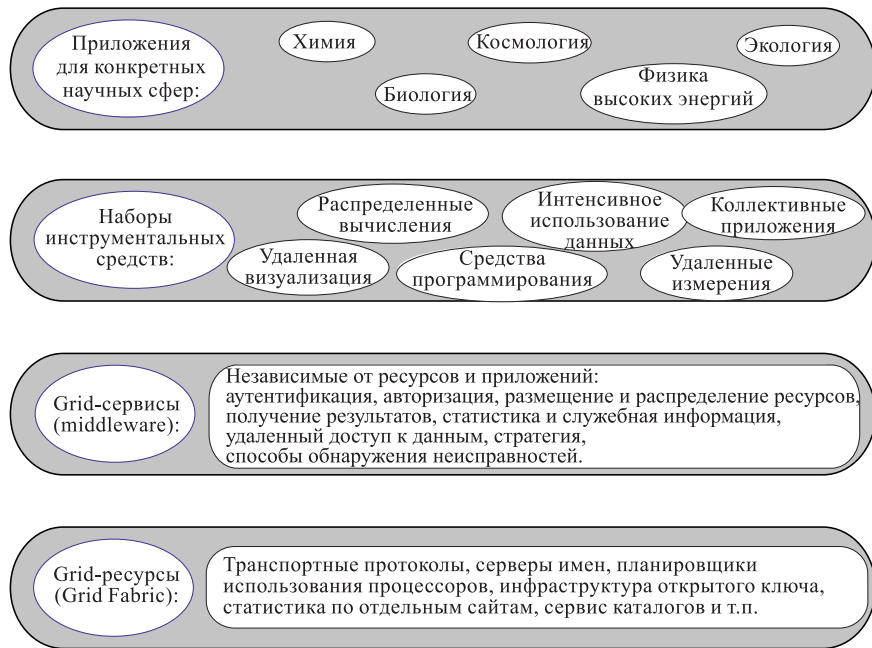 Приложения
для конкретных
научных сфер:
Химия
Космология
Экология
Биология
Физика
высоких энергий
Наборы
инструментальных
средств:
Распределенные
вычисления
Интенсивное
использование
данных
Коллективные
приложения
Удаленная
визуализация
Средства
программирования
Удаленные
измерения
Grid-сервисы
(middleware):
Независимые от ресурсов и приложений:
аутентификация, авторизация, размещение и распределение ресурсов,
получение результатов, статистика и служебная информация,
удаленный доступ к данным, стратегия,
способы обнаружения неисправностей.
Grid-ресурсы
(Grid Fabric):
Транспортные протоколы, серверы имен, планировщики
использования процессоров, инфраструктура открытого ключа,
статистика по отдельным сайтам, сервис каталогов и т.п.